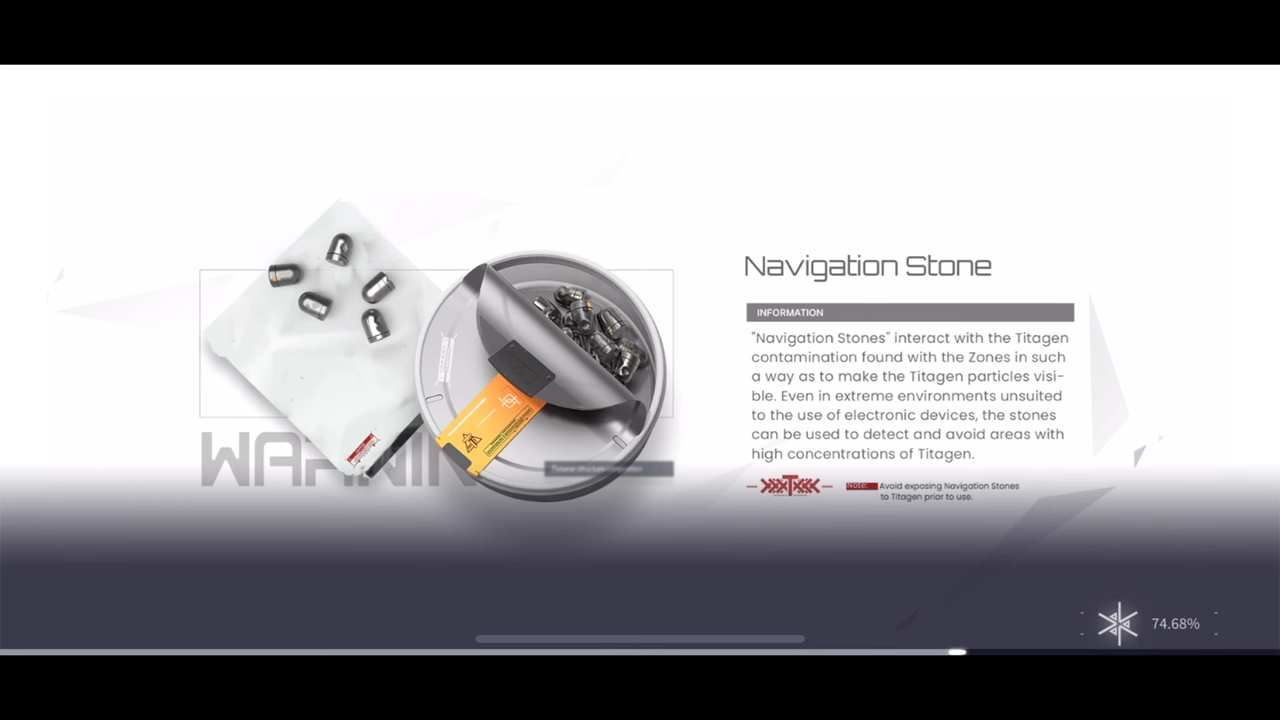 Navigation Stone
INFORMATION
"Navigation Stones" interact with the Titagen
contamination found with the Zones in such
a way as to make the Titagen particles visi-
ble. Even in extreme environments unsuited
to the use of electronic devices, the stones
can be used to detect and avoid areas with
high concentrations of Titagen.
Note: Avoid exposing Navigation Stones
to Titagen prior to use.
74.68%